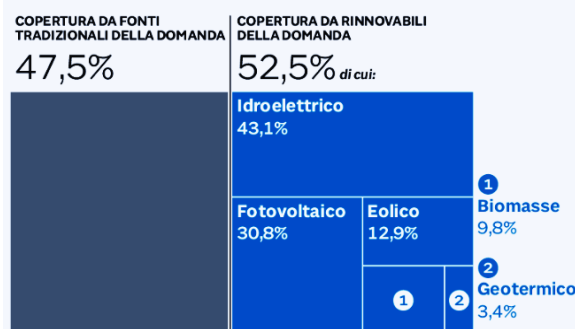 COPERTURA DA FONTI
TRADIZIONALI DELLA DOMANDA
47,5%
COPERTURA DA RINNOVABILI
DELLA DOMANDA
52,5% di cui:
Idroelettrico
43,1%
Fotovoltaico
30,8%
Eolico
12,9%
1
2
1
Biomasse
9,8%
2
Geotermico
3,4%